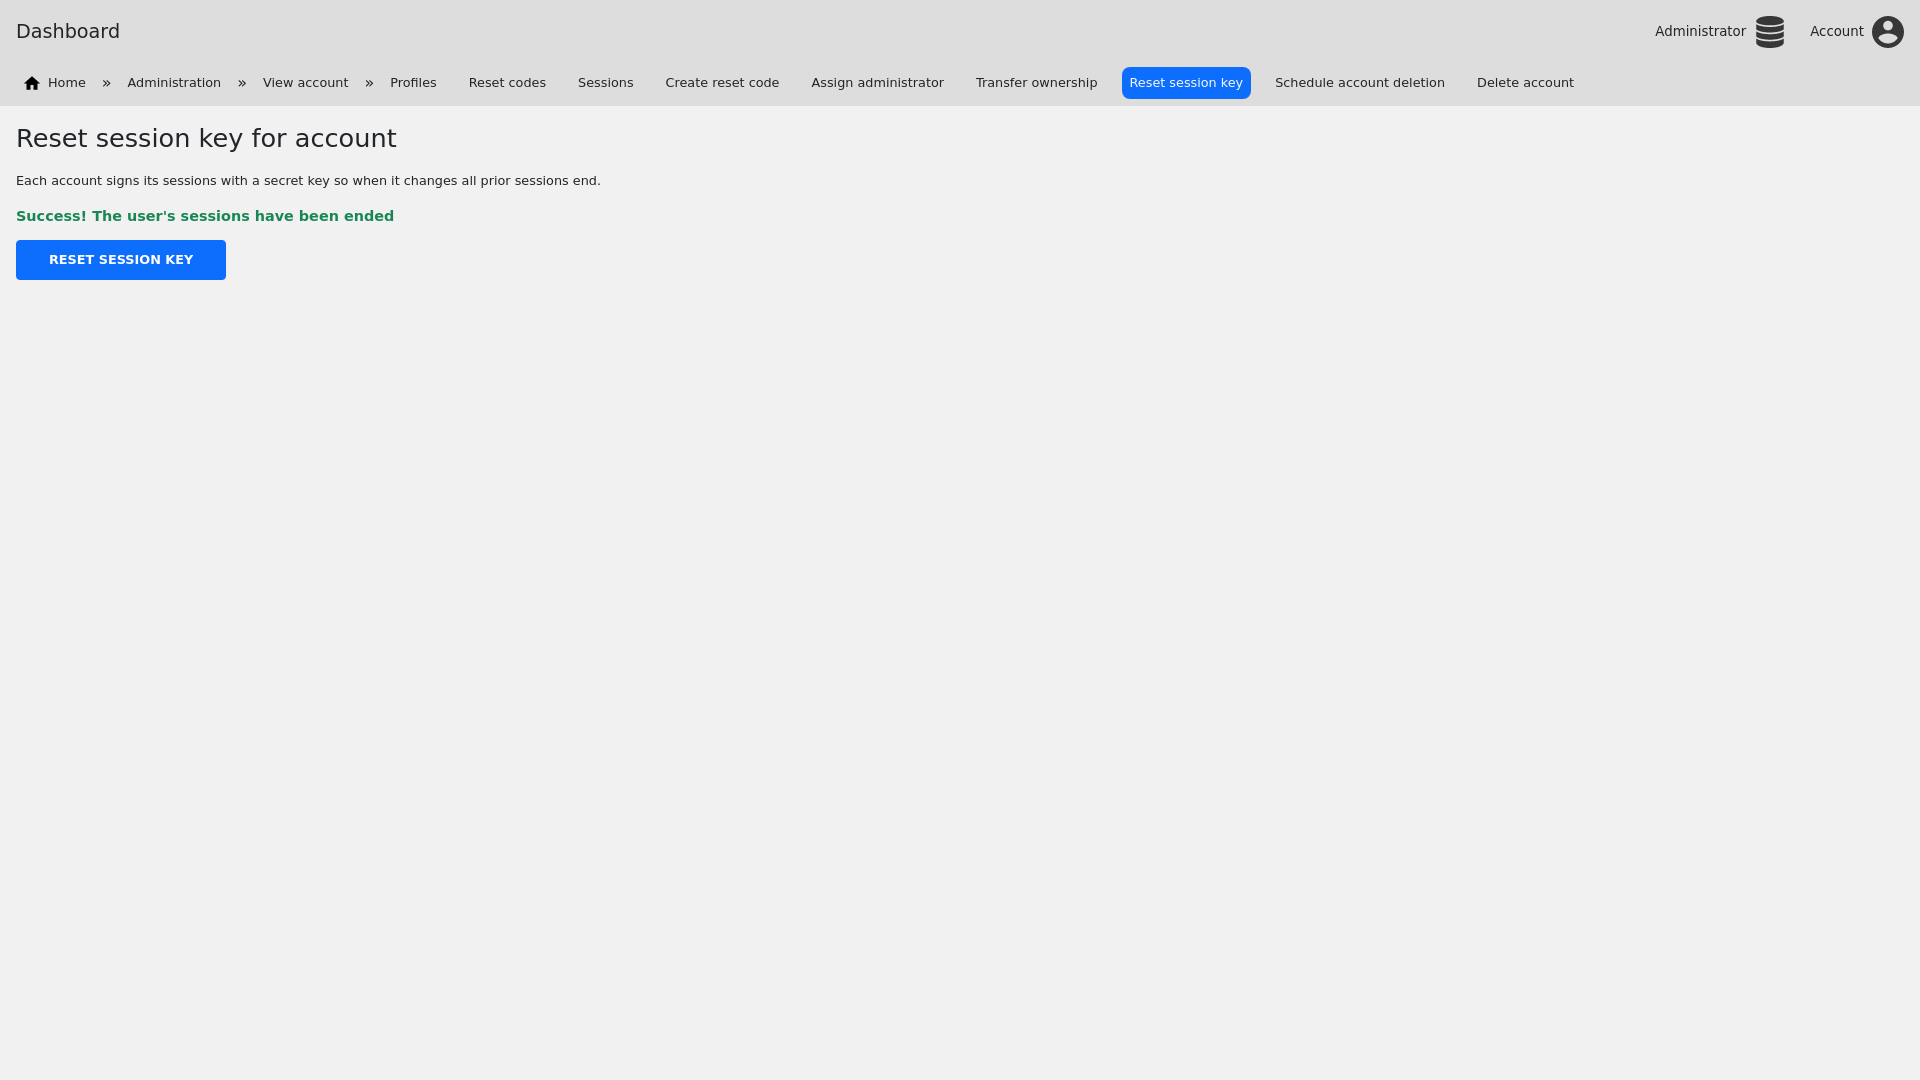 Dashboard
Administrator
Account
Home » Administration » View account » Profiles Reset codes Sessions Create reset code Assign administrator Transfer ownership Reset session key Schedule account deletion Delete account
Reset session key for account
Each account signs its sessions with a secret key so when it changes all prior sessions end.
Success! The user's sessions have been ended
RESET SESSION KEY